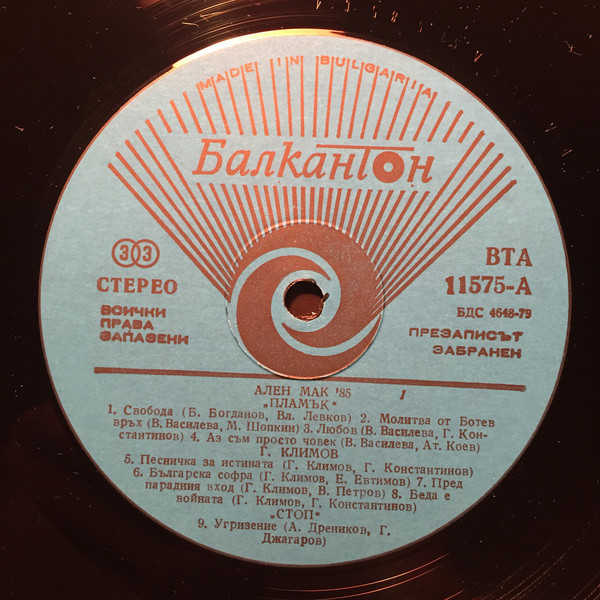 MADE IN BULGARIA
Балкантон
33
СТЕРЕО
ВСИЧКИ
ПРАВА
ЗАПАЗЕНИ
ВТА
11575-А
БДС 4648-79
ПРЕЗАПИСЪТ
ЗАБРАНЕН
АЛЕН МАК '85 1
„ПЛАМЪК“
1. Свобода (Б. Богданов, Вл. Левков) 2. Молитва от Ботев
връх (В. Василева, М. Шопкин) 3. Любов (В. Василева, Г. Кон-
стантинов) 4. Аз съм просто човек (В. Василева, Ат. Коев)
Г. КЛИМОВ
5. Песничка за истината (Г. Климов, Г. Константинов)
6. Българска софра (Г. Климов, Е. Евтимов) 7. Пред
парадния вход (Г. Климов, В. Петров) 8. Беда е
войната (Г. Климов, Г. Константинов)
„СТОП“
9. Угризение (А. Дреников, Г.
Джагаров)